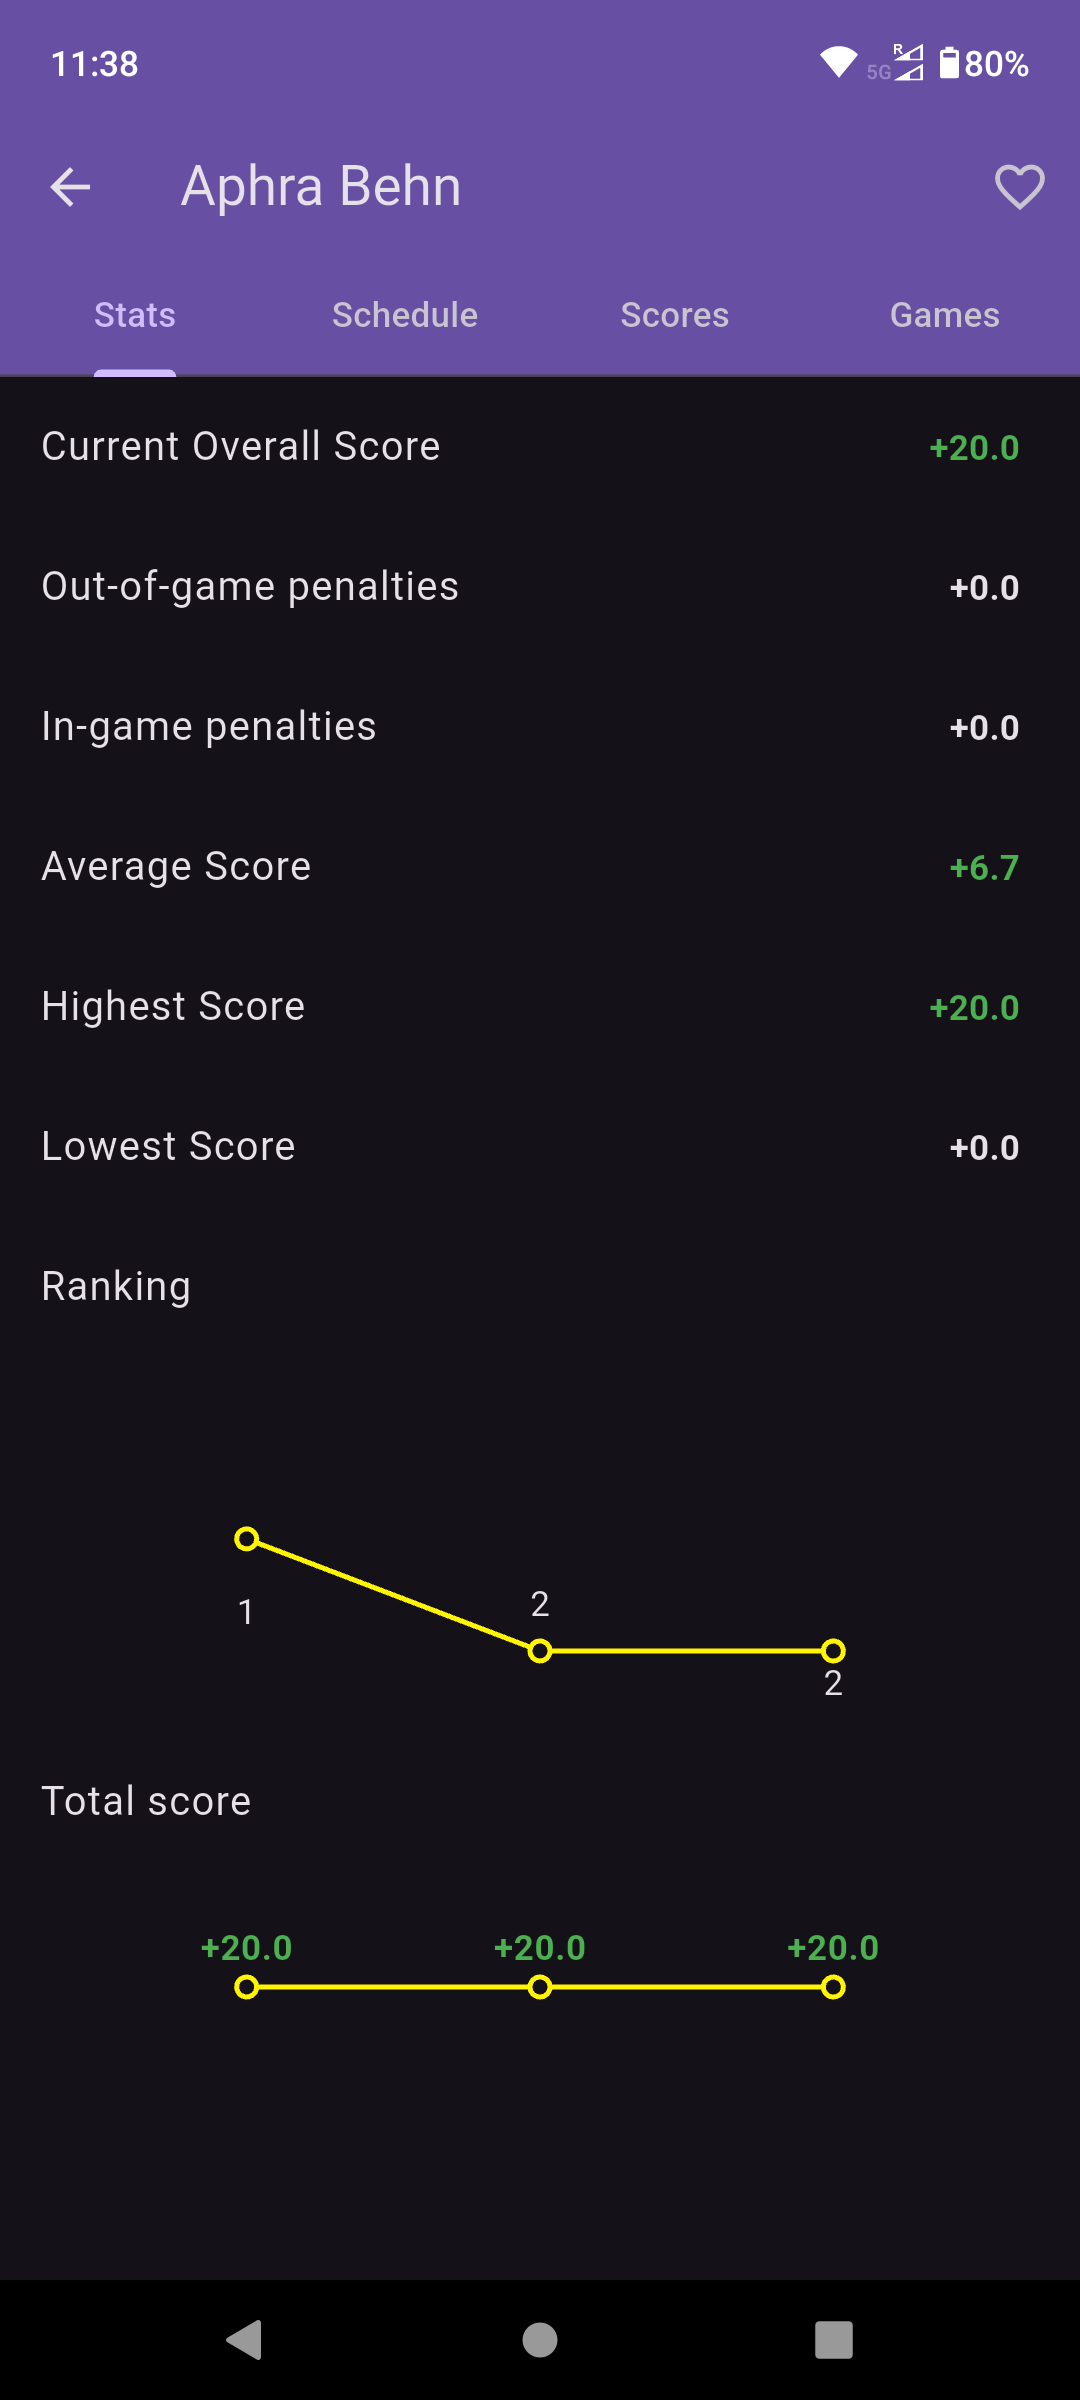 11:38
5G R 80%
Aphra Behn
Stats Schedule Scores Games
Current Overall Score +20.0
Out-of-game penalties +0.0
In-game penalties +0.0
Average Score +6.7
Highest Score +20.0
Lowest Score +0.0
Ranking
1 2 2
Total score
+20.0 +20.0 +20.0